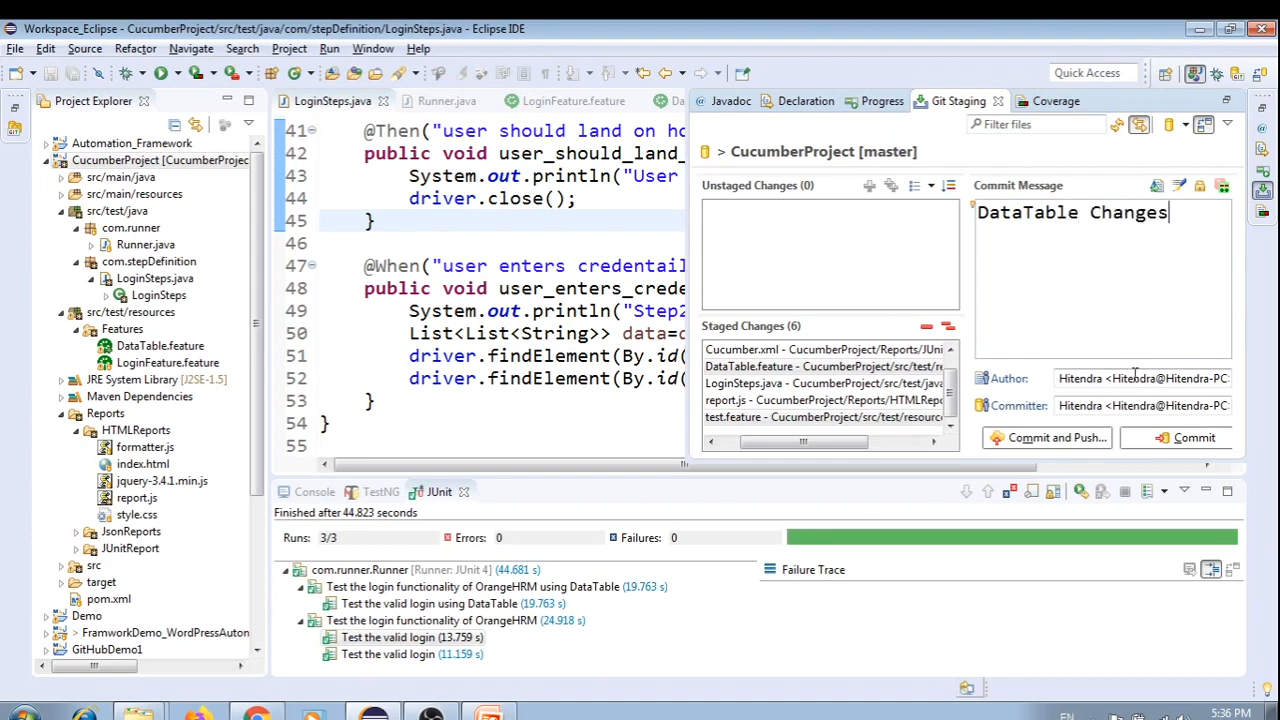 Workspace_Eclipse - CucumberProject/src/test/java/com/stepDefinition/LoginSteps.java - Eclipse IDE
File Edit Source Refactor Navigate Search Project Run Window Help
Quick Access
Project Explorer
Automation_Framework
CucumberProject [CucumberProjec
src/main/java
src/main/resources
src/test/java
com.runner
Runner.java
com.stepDefinition
LoginSteps.java
LoginSteps
src/test/resources
Features
DataTable.feature
LoginFeature.feature
JRE System Library [J2SE-1.5]
Maven Dependencies
Reports
HTMLReports
formatter.js
index.html
jquery-3.4.1.min.js
report.js
style.css
JsonReports
JUnitReport
src
target
pom.xml
Demo
> FramworkDemo_WordPressAuton
GitHubDemo1
LoginSteps.java Runner.java LoginFeature.feature Da
41 @Then("user should land on ho
42 public void user_should_land_
43 System.out.println("User
44 driver.close();
45 }
46
47 @When("user enters credentail
48 public void user_enters_crede
49 System.out.println("Step2
50 List<List<String>> data=d
51 driver.findElement(By.id(
52 driver.findElement(By.id(
53 }
54 }
55
Javadoc Declaration Progress Git Staging Coverage
Filter files
> CucumberProject [master]
Unstaged Changes (0)
Staged Changes (6)
Cucumber.xml - CucumberProject/Reports/JUni
DataTable.feature - CucumberProject/src/test/re
LoginSteps.java - CucumberProject/src/test/java
report.js - CucumberProject/Reports/HTMLRepo
test.feature - CucumberProject/src/test/resource
Commit Message
DataTable Changes
Author: Hitendra <Hitendra@Hitendra-PC
Committer: Hitendra <Hitendra@Hitendra-PC
Commit and Push... Commit
Console TestNG JUnit
Finished after 44.823 seconds
Runs: 3/3 Errors: 0 Failures: 0
com.runner.Runner [Runner: JUnit 4] (44.681 s)
Test the login functionality of OrangeHRM using DataTable (19.763 s)
Test the valid login using DataTable (19.763 s)
Test the login functionality of OrangeHRM (24.918 s)
Test the valid login (13.759 s)
Test the valid login (11.159 s)
Failure Trace
EN
5:36 PM